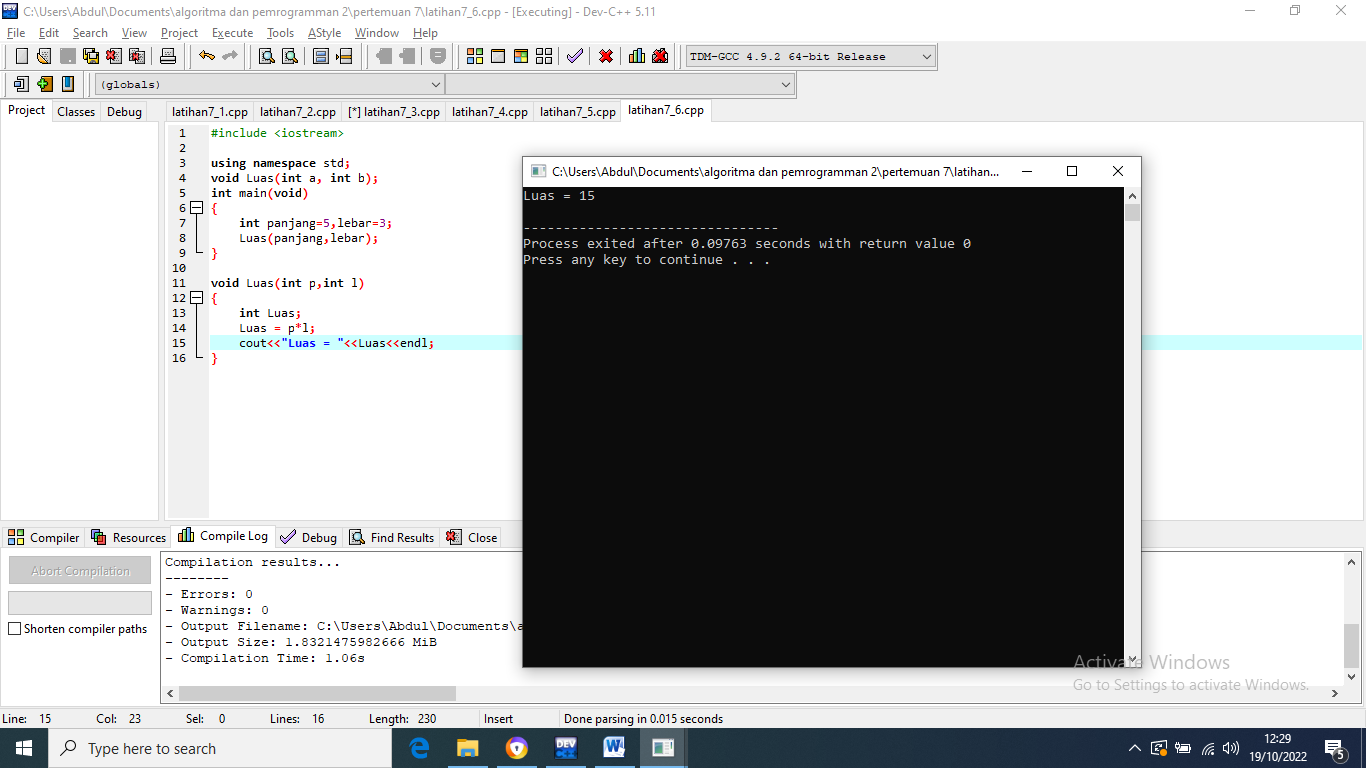 C:\Users\Abdul\Documents\algoritma dan pemrogramman 2\pertemuan 7\latihan7_6.cpp - [Executing] - Dev-C++ 5.11
File Edit Search View Project Execute Tools AStyle Window Help
TDM-GCC 4.9.2 64-bit Release
(globals)
Project Classes Debug
latihan7_1.cpp latihan7_2.cpp [*] latihan7_3.cpp latihan7_4.cpp latihan7_5.cpp latihan7_6.cpp
1 #include <iostream>
2
3 using namespace std;
4 void Luas(int a, int b);
5 int main(void)
6 {
7 int panjang=5,lebar=3;
8 Luas(panjang,lebar);
9 }
10
11 void Luas(int p,int l)
12 {
13 int Luas;
14 Luas = p*l;
15 cout<<"Luas = "<<Luas<<endl;
16 }
C:\Users\Abdul\Documents\algoritma dan pemrogramman 2\pertemuan 7\latihan...
Luas = 15
--------------------------------
Process exited after 0.09763 seconds with return value 0
Press any key to continue . . .
Compiler Resources Compile Log Debug Find Results Close
Abort Compilation
Shorten compiler paths
Compilation results...
--------
- Errors: 0
- Warnings: 0
- Output Filename: C:\Users\Abdul\Documents\
- Output Size: 1.8321475982666 MiB
- Compilation Time: 1.06s
Activate Windows
Go to Settings to activate Windows.
Line: 15 Col: 23 Sel: 0 Lines: 16 Length: 230 Insert Done parsing in 0.015 seconds
Type here to search
DEV
W
12:29
19/10/2022
5